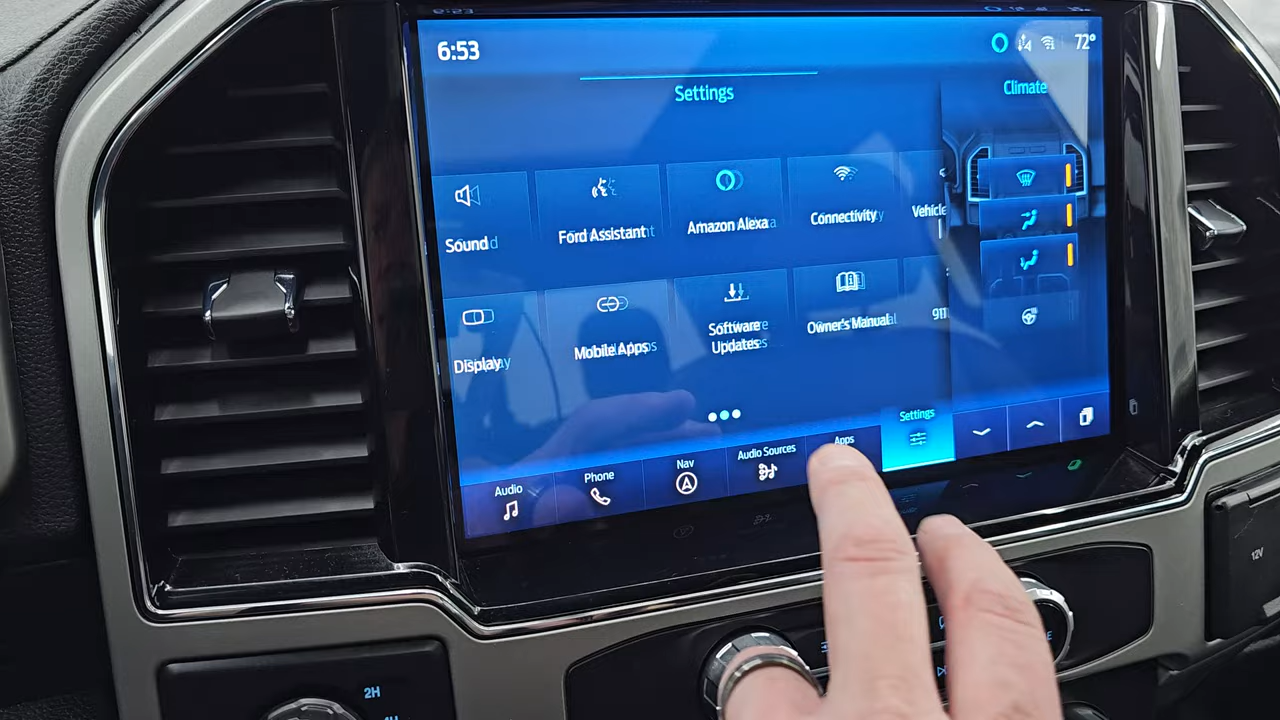 6:53
72°
Settings
Climate
Sound
Ford Assistant
Amazon Alexa
Connectivity
Vehicle
Display
Mobile Apps
Software
Updates
Owner's Manual
911
Audio
Phone
Nav
Audio Sources
Apps
Settings
12V
2H
4H